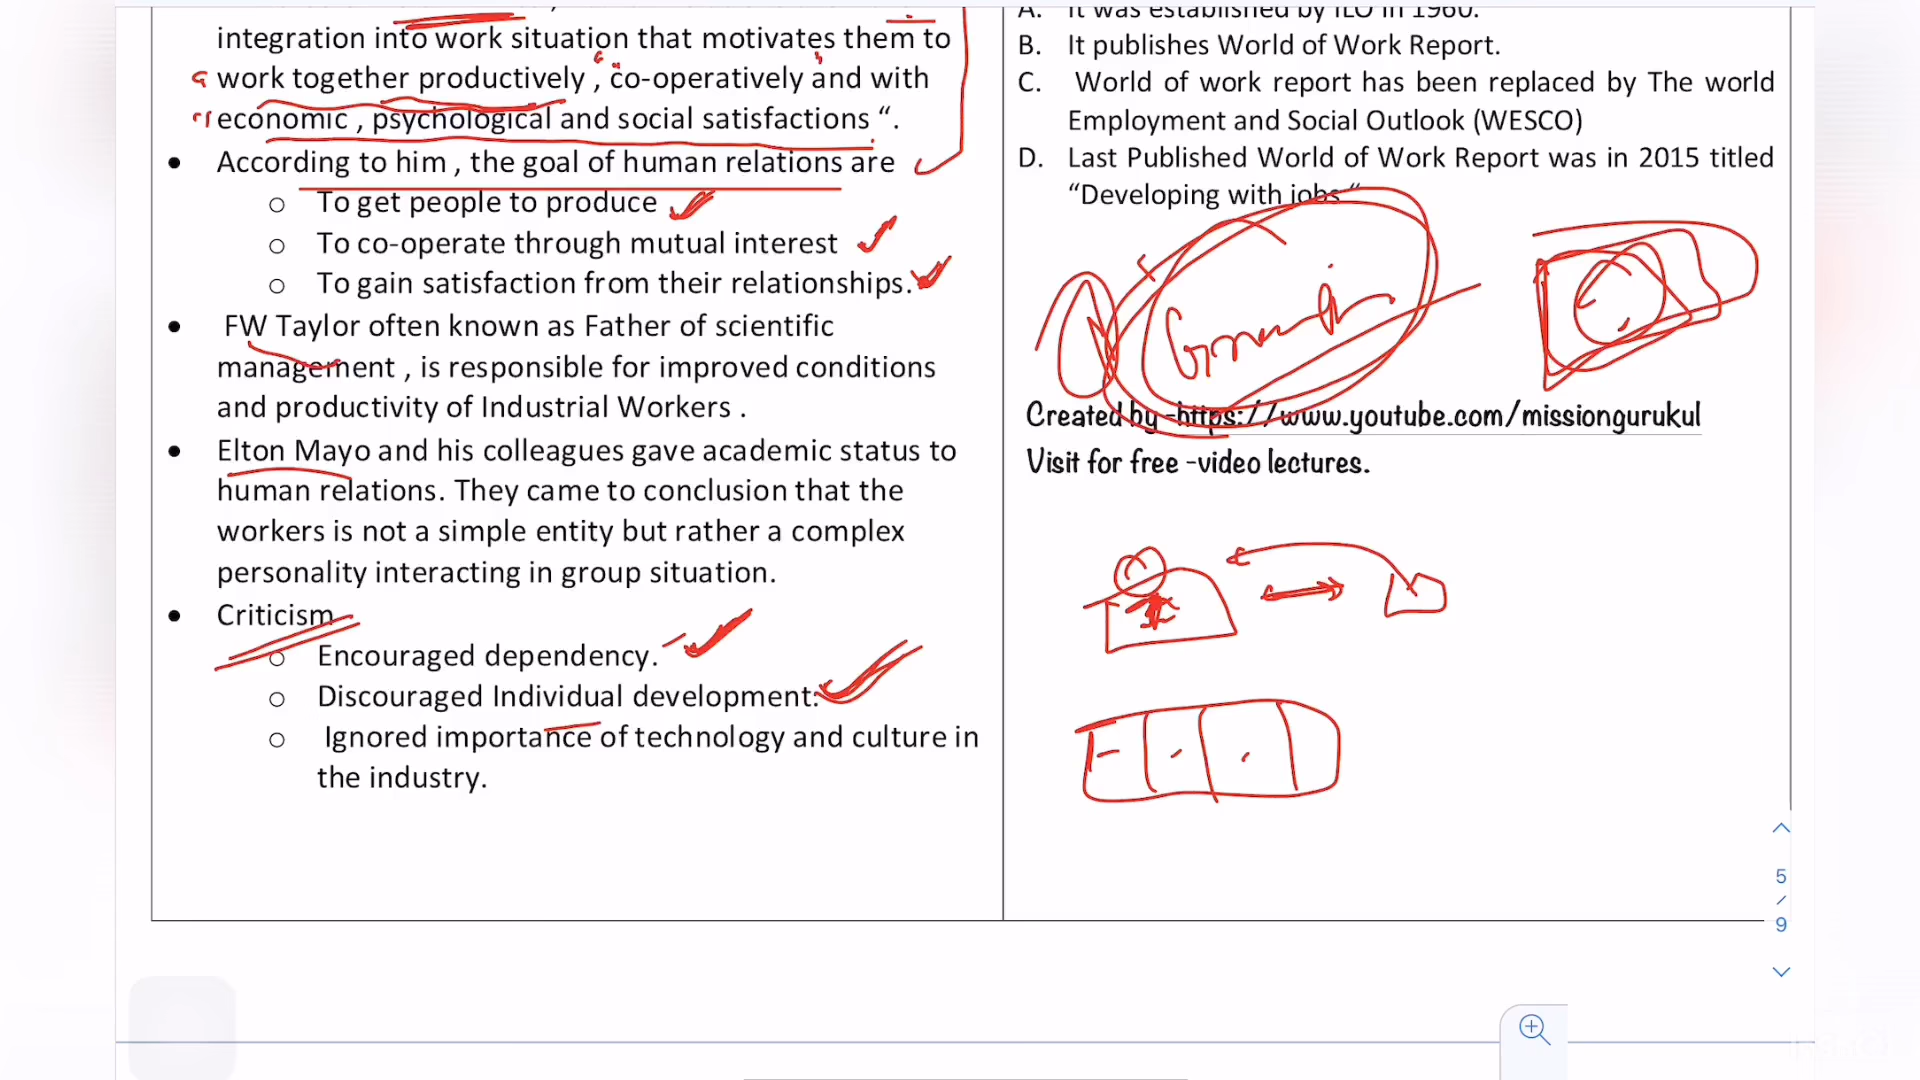 integration into work situation that motivates them to
work together productively , co-operatively and with
economic , psychological and social satisfactions “.
• According to him , the goal of human relations are
o To get people to produce
o To co-operate through mutual interest
o To gain satisfaction from their relationships.
• FW Taylor often known as Father of scientific
management , is responsible for improved conditions
and productivity of Industrial Workers .
• Elton Mayo and his colleagues gave academic status to
human relations. They came to conclusion that the
workers is not a simple entity but rather a complex
personality interacting in group situation.
• Criticism
o Encouraged dependency.
o Discouraged Individual development.
o Ignored importance of technology and culture in
the industry.
A. It was established by ILO in 1960.
B. It publishes World of Work Report.
C. World of work report has been replaced by The world
Employment and Social Outlook (WESCO)
D. Last Published World of Work Report was in 2015 titled
“Developing with jobs “
Created by -https://www.youtube.com/missiongurukul
Visit for free -video lectures.
5
/
9